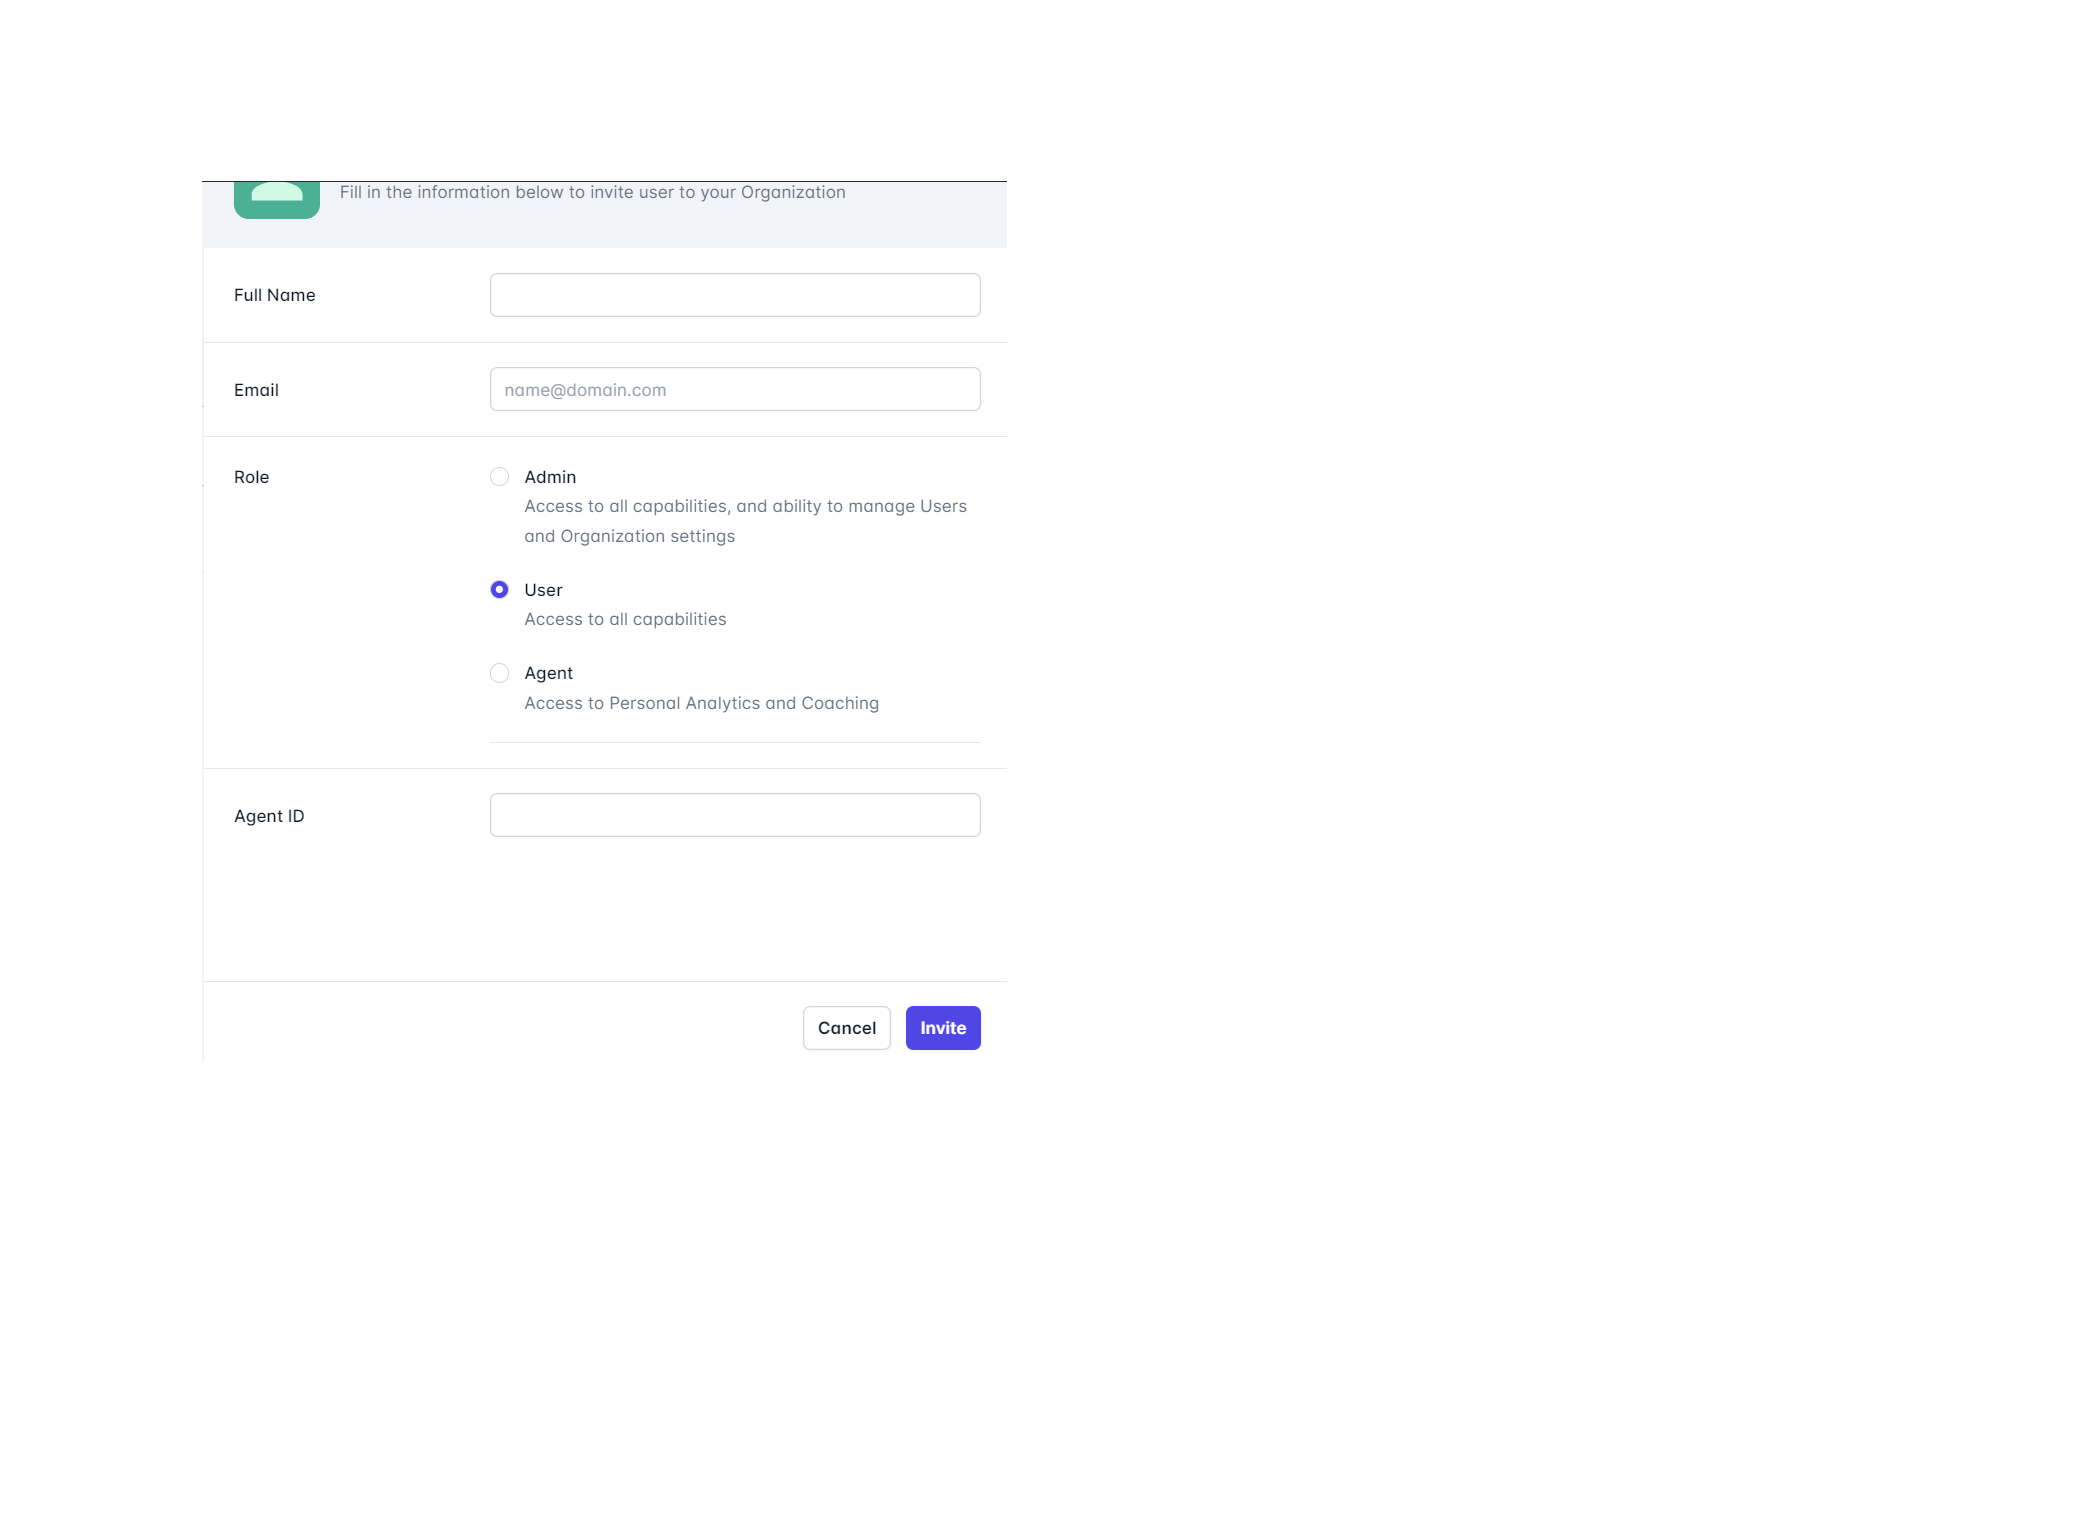 Fill in the information below to invite user to your Organization
Full Name
Email
name@domain.com
Role
Admin
Access to all capabilities, and ability to manage Users
and Organization settings
User
Access to all capabilities
Agent
Access to Personal Analytics and Coaching
Agent ID
Cancel
Invite